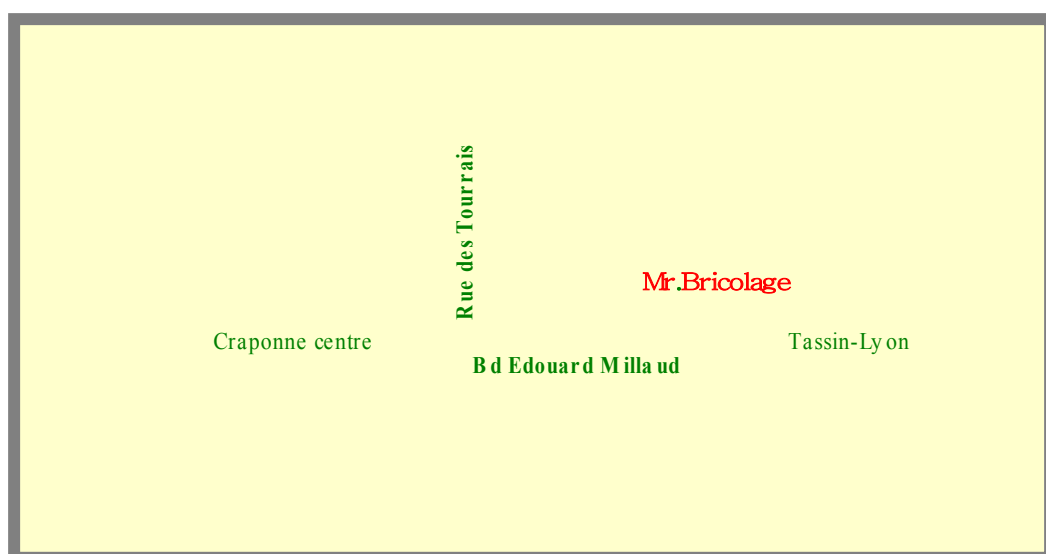 Rue des Tourrais
Mr.Bricolage
Craponne centre
Tassin-Lyon
Bd Edouard Millaud